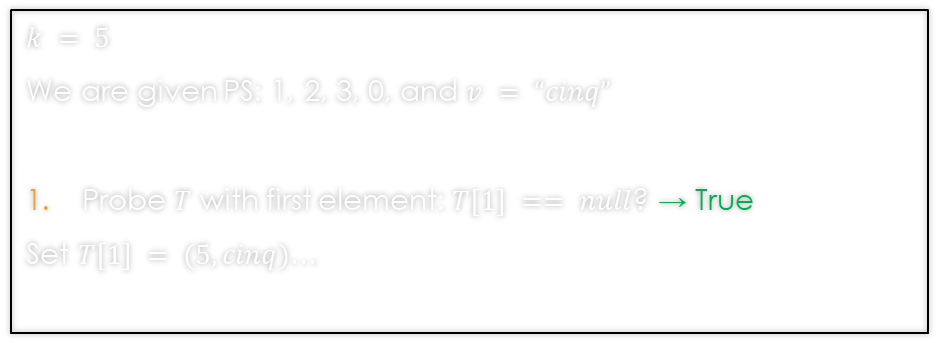 k = 5
We are given PS: 1, 2, 3, 0, and v = “cinq”
1. Probe T with first element: T[1] == null? → True
Set T[1] = (5, cinq)…